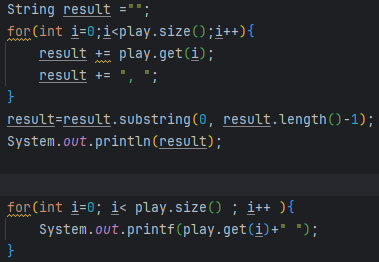 String result ="";
for(int i=0;i<play.size();i++){
result += play.get(i);
result += ", ";
}
result=result.substring(0, result.length()-1);
System.out.println(result);
for(int i=0; i< play.size() ; i++ ){
System.out.printf(play.get(i)+" ");
}